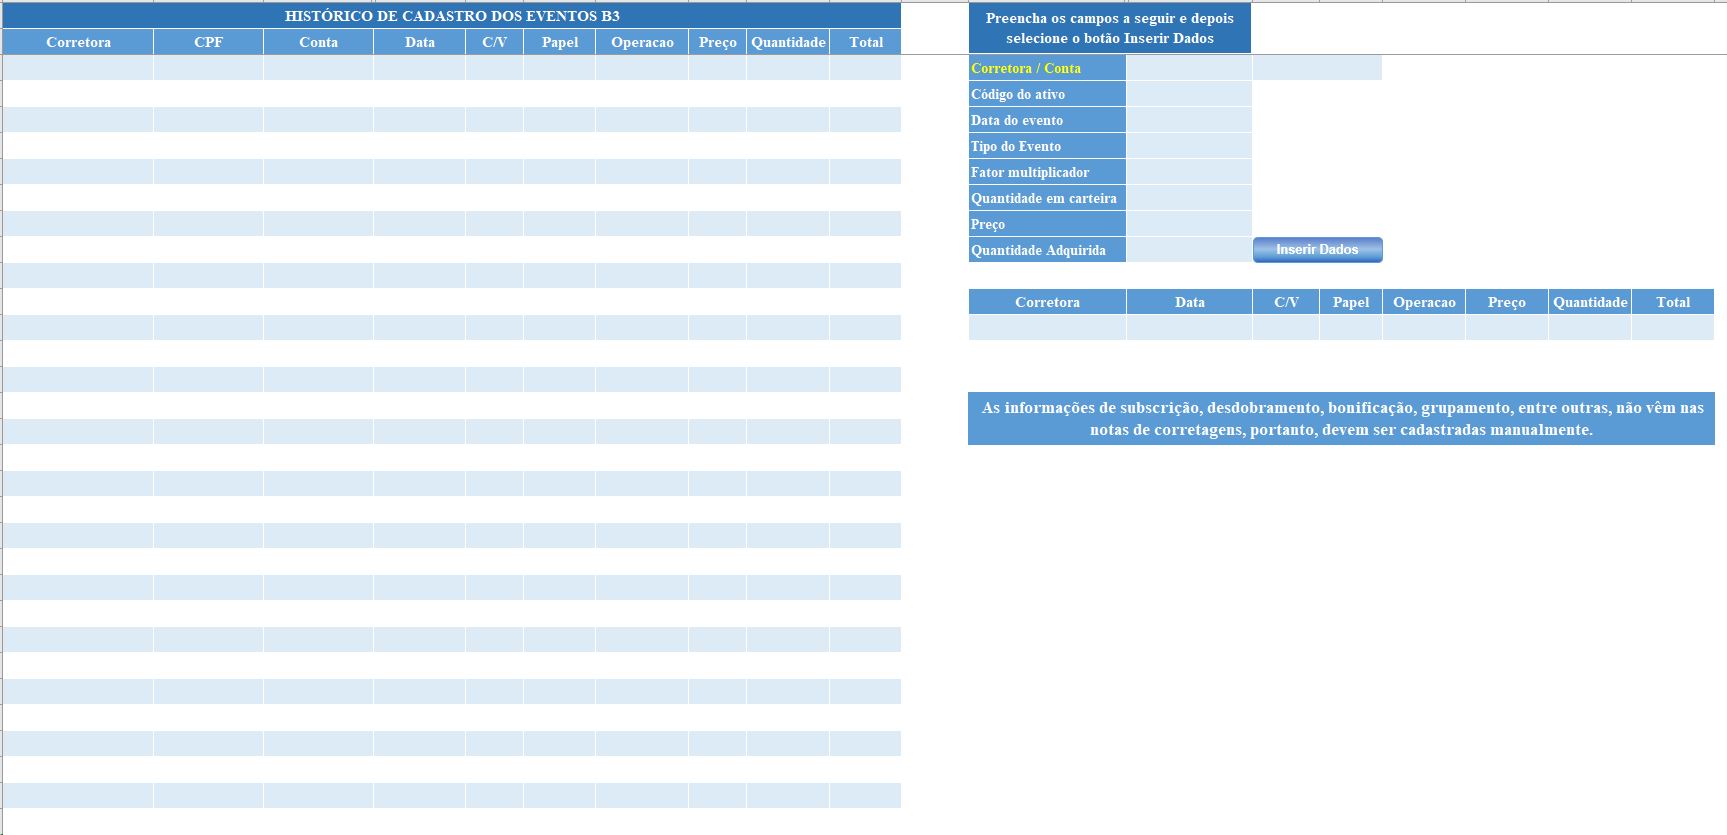 HISTÓRICO DE CADASTRO DOS EVENTOS B3
Corretora CPF Conta Data C/V Papel Operacao Preço Quantidade Total
Preencha os campos a seguir e depois
selecione o botão Inserir Dados
Corretora / Conta
Código do ativo
Data do evento
Tipo do Evento
Fator multiplicador
Quantidade em carteira
Preço
Quantidade Adquirida
Inserir Dados
Corretora Data C/V Papel Operacao Preço Quantidade Total
As informações de subscrição, desdobramento, bonificação, grupamento, entre outras, não vêm nas
notas de corretagens, portanto, devem ser cadastradas manualmente.